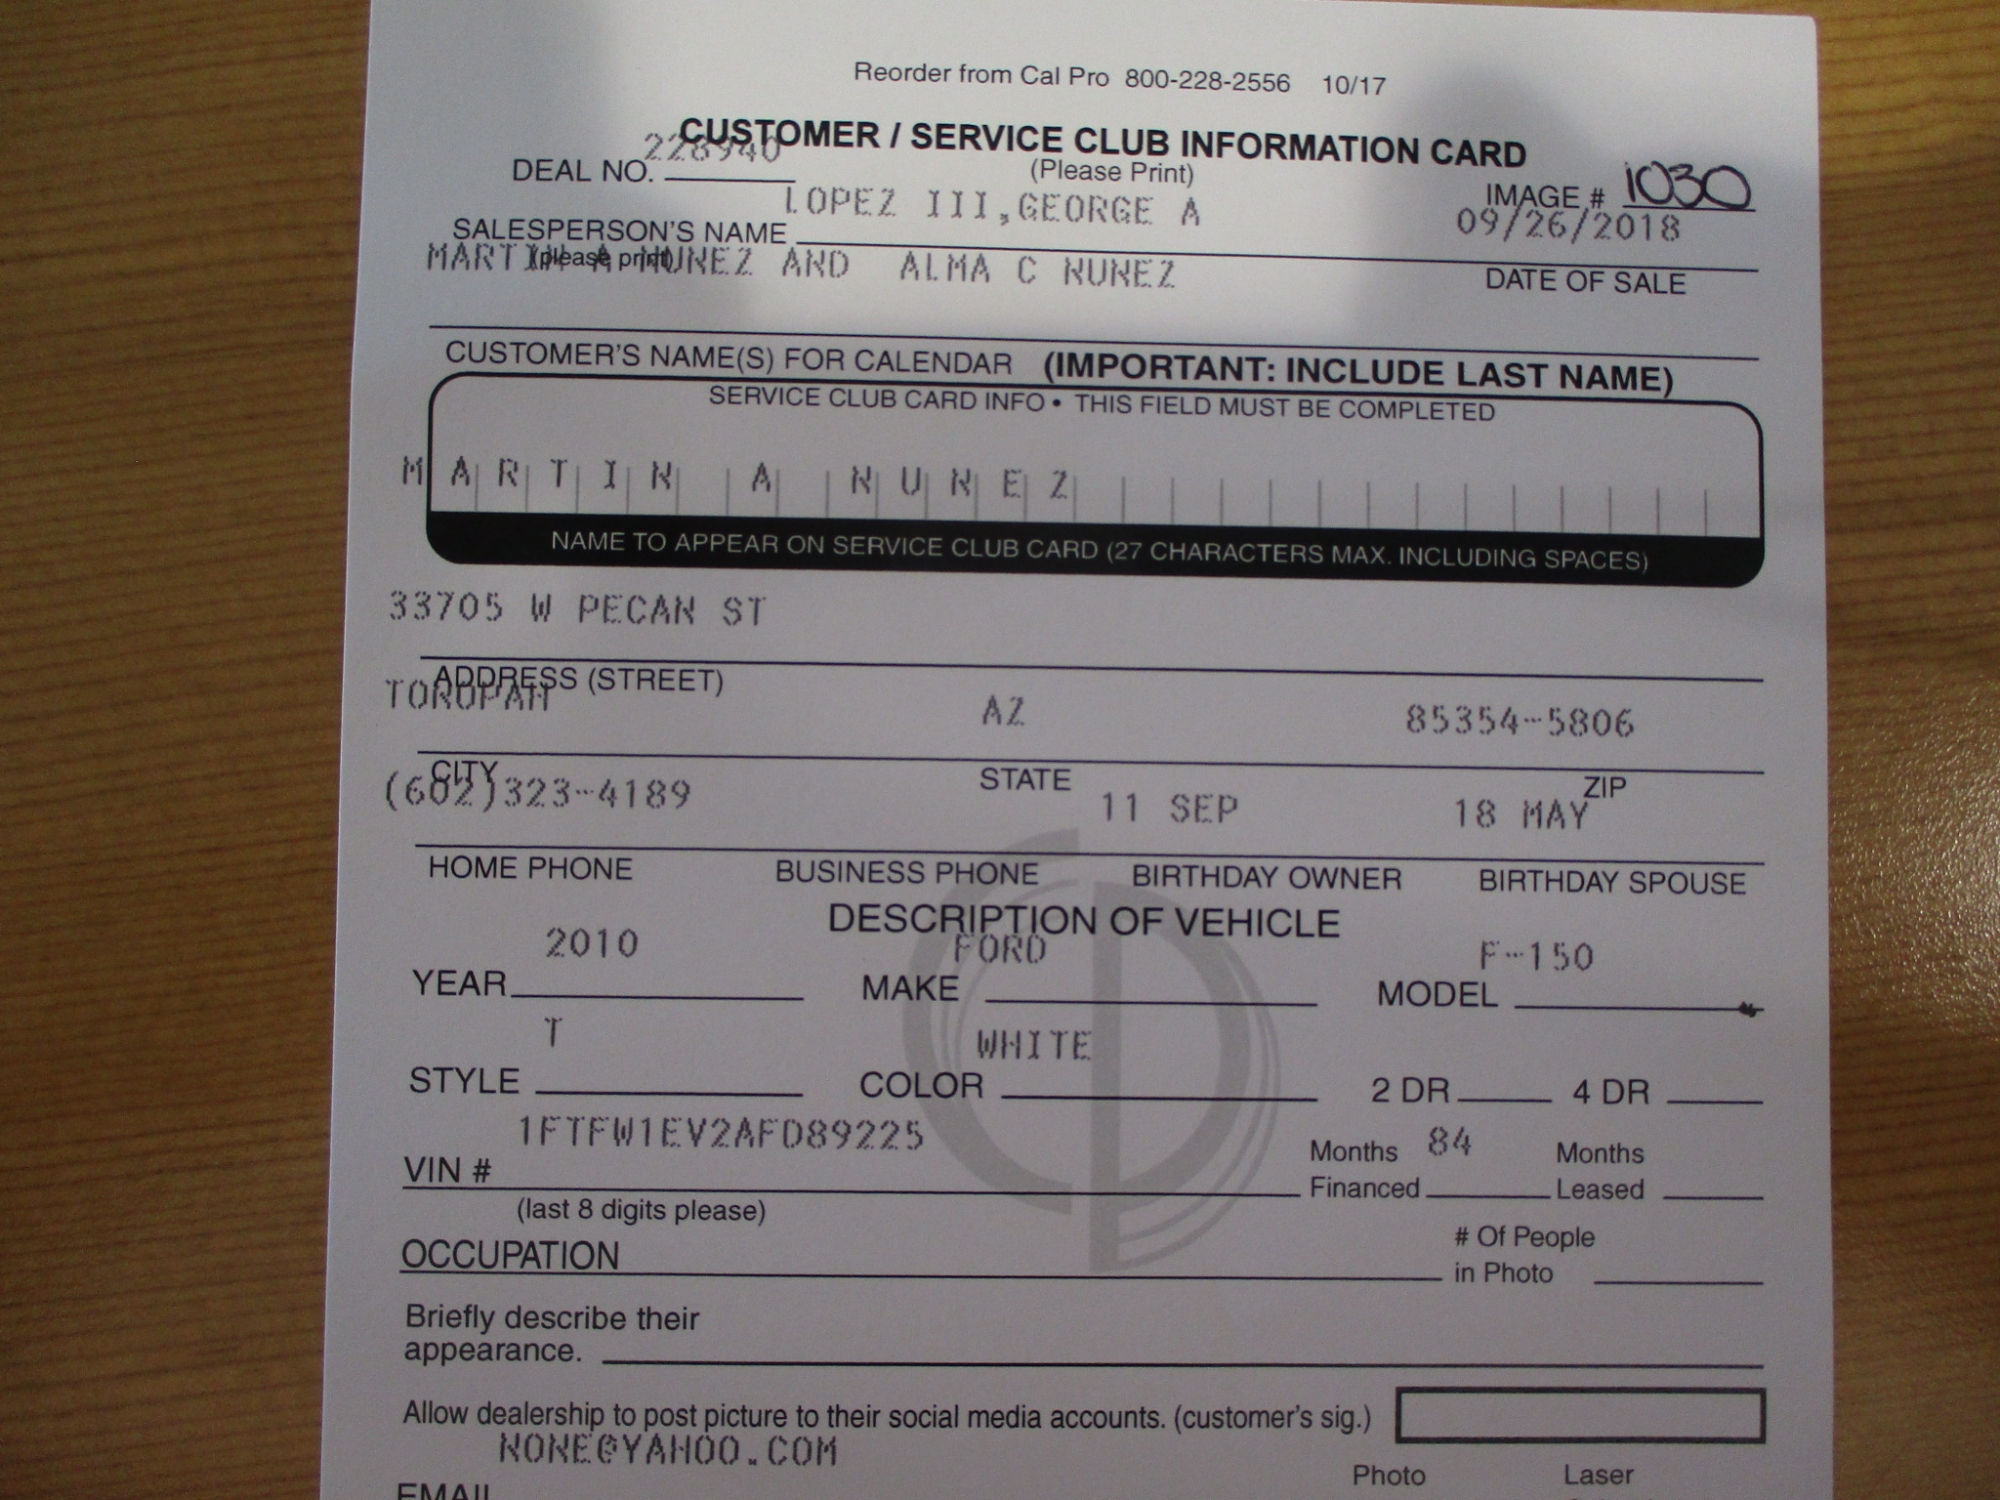 Reorder from Cal Pro 800-228-2556 10/17
CUSTOMER / SERVICE CLUB INFORMATION CARD
DEAL NO. 228940 (Please Print) IMAGE # 1030
SALESPERSON'S NAME LOPEZ III,GEORGE A 09/26/2018
(please print) DATE OF SALE
MARTIN A NUNEZ AND ALMA C NUNEZ
CUSTOMER'S NAME(S) FOR CALENDAR (IMPORTANT: INCLUDE LAST NAME)
SERVICE CLUB CARD INFO • THIS FIELD MUST BE COMPLETED
MARTIN A NUNEZ
NAME TO APPEAR ON SERVICE CLUB CARD (27 CHARACTERS MAX. INCLUDING SPACES)
33705 W PECAN ST
ADDRESS (STREET)
TONOPAH AZ 85354-5806
CITY STATE ZIP
(602)323-4189 11 SEP 18 MAY
HOME PHONE BUSINESS PHONE BIRTHDAY OWNER BIRTHDAY SPOUSE
DESCRIPTION OF VEHICLE
YEAR 2010 MAKE FORD MODEL F-150
STYLE T COLOR WHITE 2 DR 4 DR
VIN # 1FTFW1EV2AFD89225 Months Financed 84 Months Leased
(last 8 digits please)
OCCUPATION # Of People in Photo
Briefly describe their
appearance.
Allow dealership to post picture to their social media accounts. (customer's sig.)
NONE@YAHOO.COM
EMAIL Photo Laser